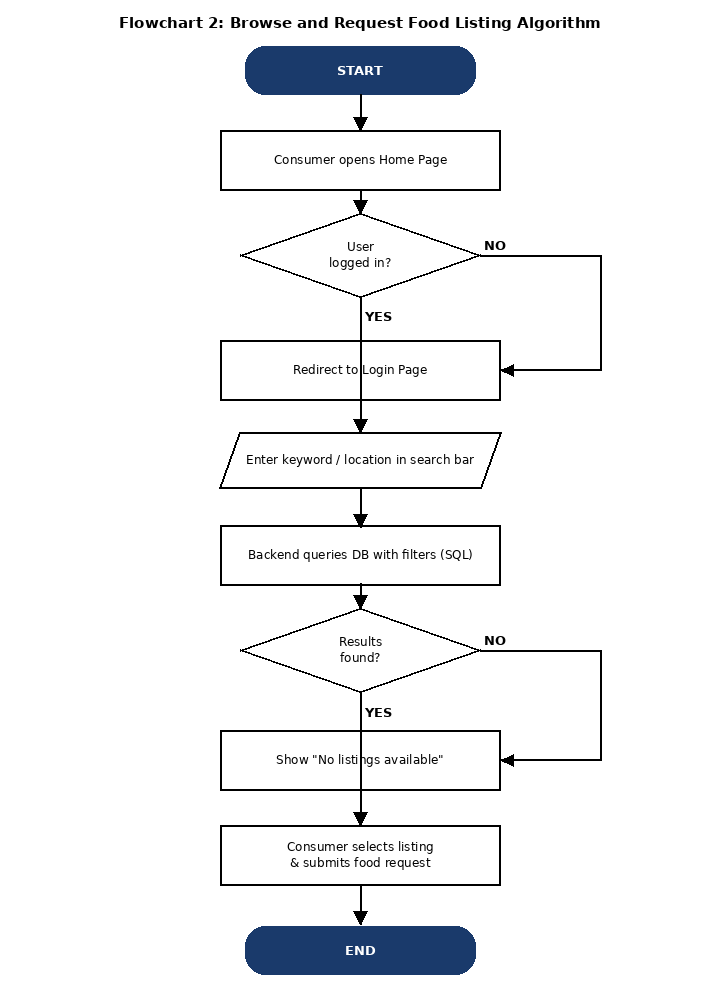 Flowchart 2: Browse and Request Food Listing Algorithm
START
Consumer opens Home Page
User
logged in?
NO
YES
Redirect to Login Page
Enter keyword / location in search bar
Backend queries DB with filters (SQL)
Results
found?
NO
YES
Show "No listings available"
Consumer selects listing
& submits food request
END